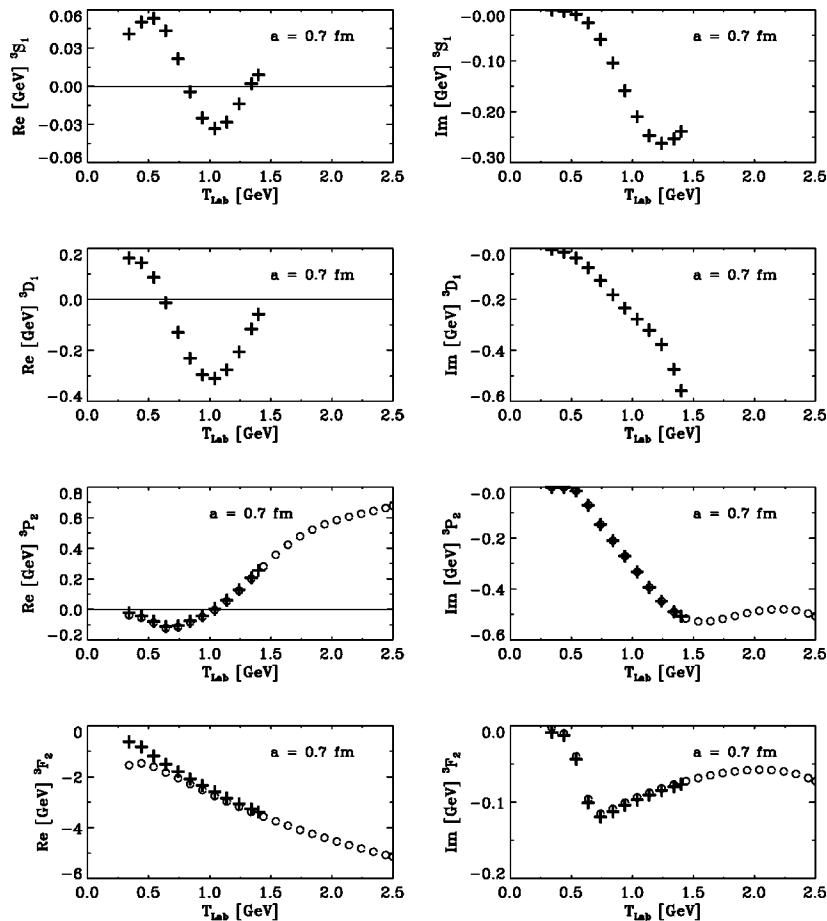 0.06
0.03
0.00
-0.03
-0.06
Re [GeV] ³S₁
a = 0.7 fm
0.0 0.5 1.0 1.5 2.0 2.5
T_Lab [GeV]
-0.00
-0.10
-0.20
-0.30
Im [GeV] ³S₁
a = 0.7 fm
0.0 0.5 1.0 1.5 2.0 2.5
T_Lab [GeV]
0.2
0.0
-0.2
-0.4
Re [GeV] ³D₁
a = 0.7 fm
0.0 0.5 1.0 1.5 2.0 2.5
T_Lab [GeV]
-0.0
-0.2
-0.4
-0.6
Im [GeV] ³D₁
a = 0.7 fm
0.0 0.5 1.0 1.5 2.0 2.5
T_Lab [GeV]
0.8
0.6
0.4
0.2
0.0
-0.2
Re [GeV] ³P₂
a = 0.7 fm
0.0 0.5 1.0 1.5 2.0 2.5
T_Lab [GeV]
-0.0
-0.2
-0.4
-0.6
Im [GeV] ³P₂
a = 0.7 fm
0.0 0.5 1.0 1.5 2.0 2.5
T_Lab [GeV]
0
-2
-4
-6
Re [GeV] ³F₂
a = 0.7 fm
0.0 0.5 1.0 1.5 2.0 2.5
T_Lab [GeV]
0.0
-0.1
-0.2
Im [GeV] ³F₂
a = 0.7 fm
0.0 0.5 1.0 1.5 2.0 2.5
T_Lab [GeV]